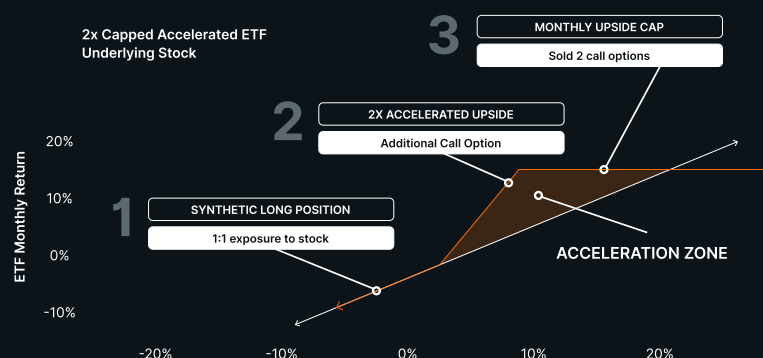 2x Capped Accelerated ETF
Underlying Stock
3
MONTHLY UPSIDE CAP
Sold 2 call options
2
2X ACCELERATED UPSIDE
Additional Call Option
1
SYNTHETIC LONG POSITION
1:1 exposure to stock
ACCELERATION ZONE
ETF Monthly Return
20%
10%
0%
-10%
-20%
-10%
0%
10%
20%